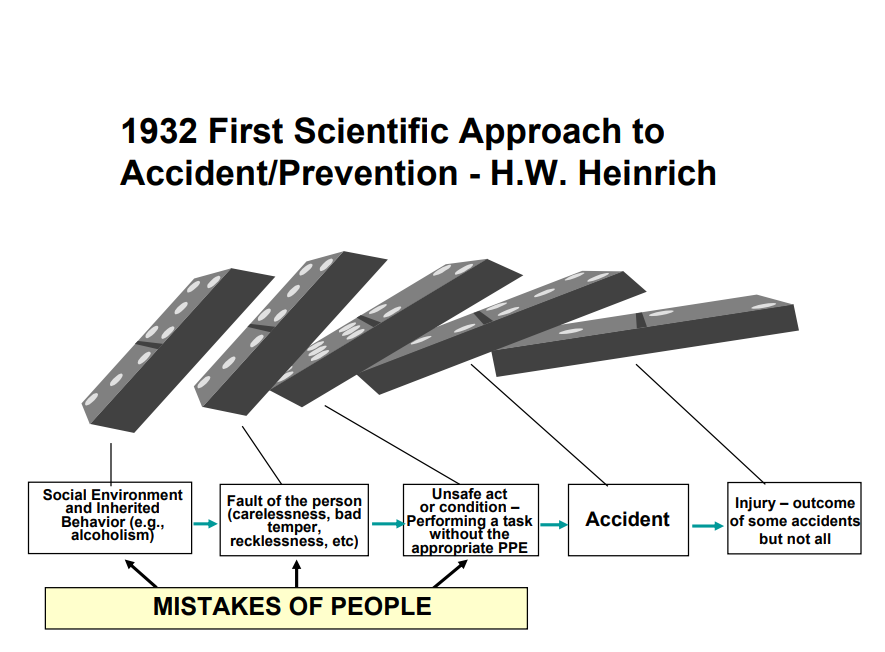 1932 First Scientific Approach to
Accident/Prevention - H.W. Heinrich
Social Environment
and Inherited
Behavior (e.g.,
alcoholism)
Fault of the person
(carelessness, bad
temper,
recklessness, etc)
Unsafe act
or condition –
Performing a task
without the
appropriate PPE
Accident
Injury – outcome
of some accidents
but not all
MISTAKES OF PEOPLE